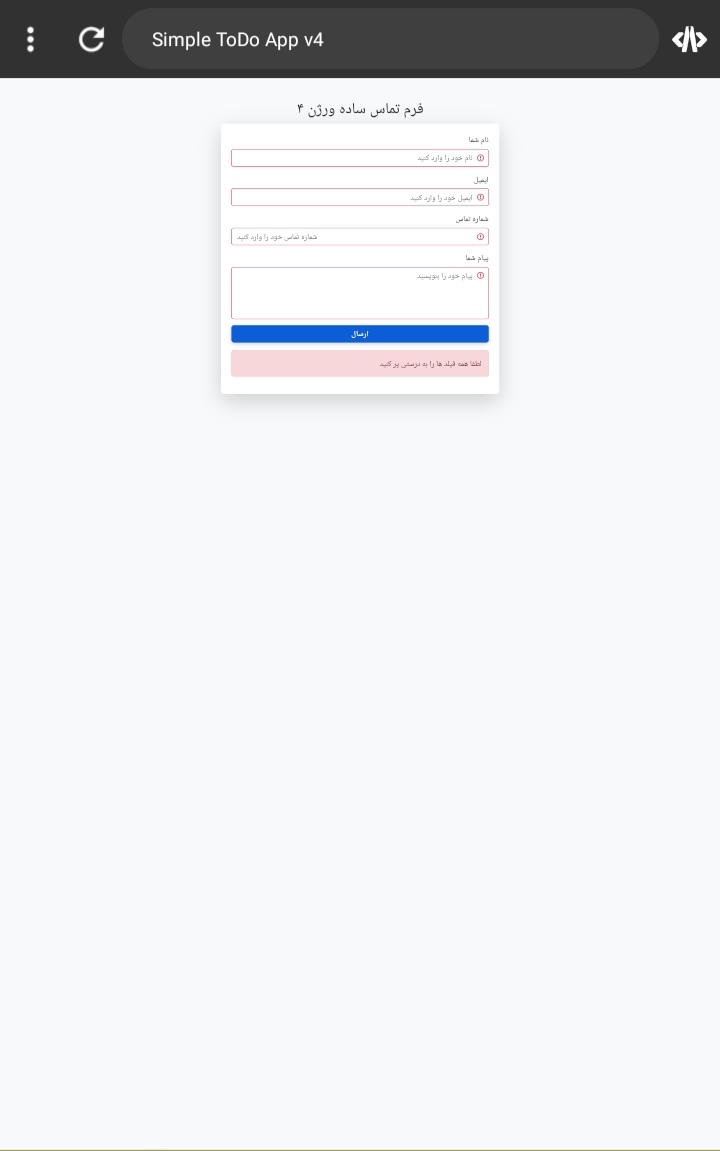 Simple ToDo App v4
فرم تماس ساده ورژن ۴
نام شما
نام خود را وارد کنید
ایمیل
ایمیل خود را وارد کنید
شماره تماس
شماره تماس خود را وارد کنید
پیام شما
پیام خود را بنویسید
ارسال
لطفا همه فیلد ها را به درستی پر کنید